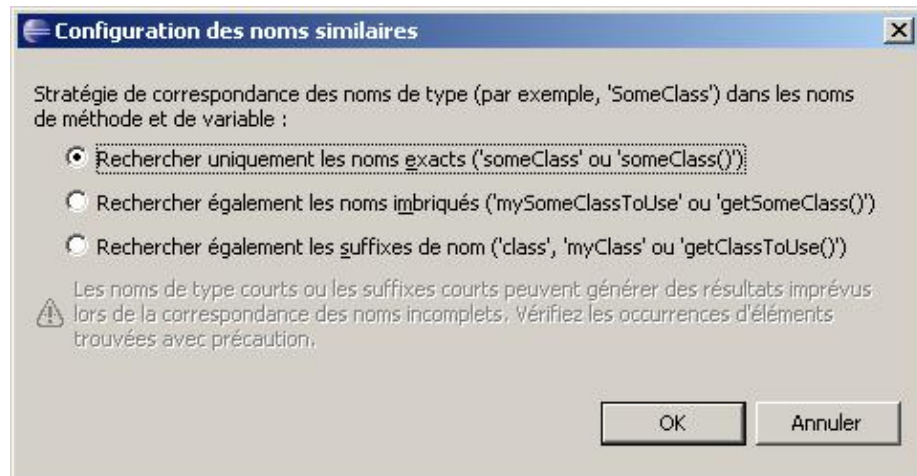 Configuration des noms similaires
Stratégie de correspondance des noms de type (par exemple, 'SomeClass') dans les noms
de méthode et de variable :
Rechercher uniquement les noms exacts ('someClass' ou 'someClass()')
Rechercher également les noms imbriqués ('mySomeClassToUse' ou 'getSomeClass()')
Rechercher également les suffixes de nom ('class', 'myClass' ou 'getClassToUse()')
Les noms de type courts ou les suffixes courts peuvent générer des résultats imprévus
lors de la correspondance des noms incomplets. Vérifiez les occurrences d'éléments
trouvées avec précaution.
OK
Annuler